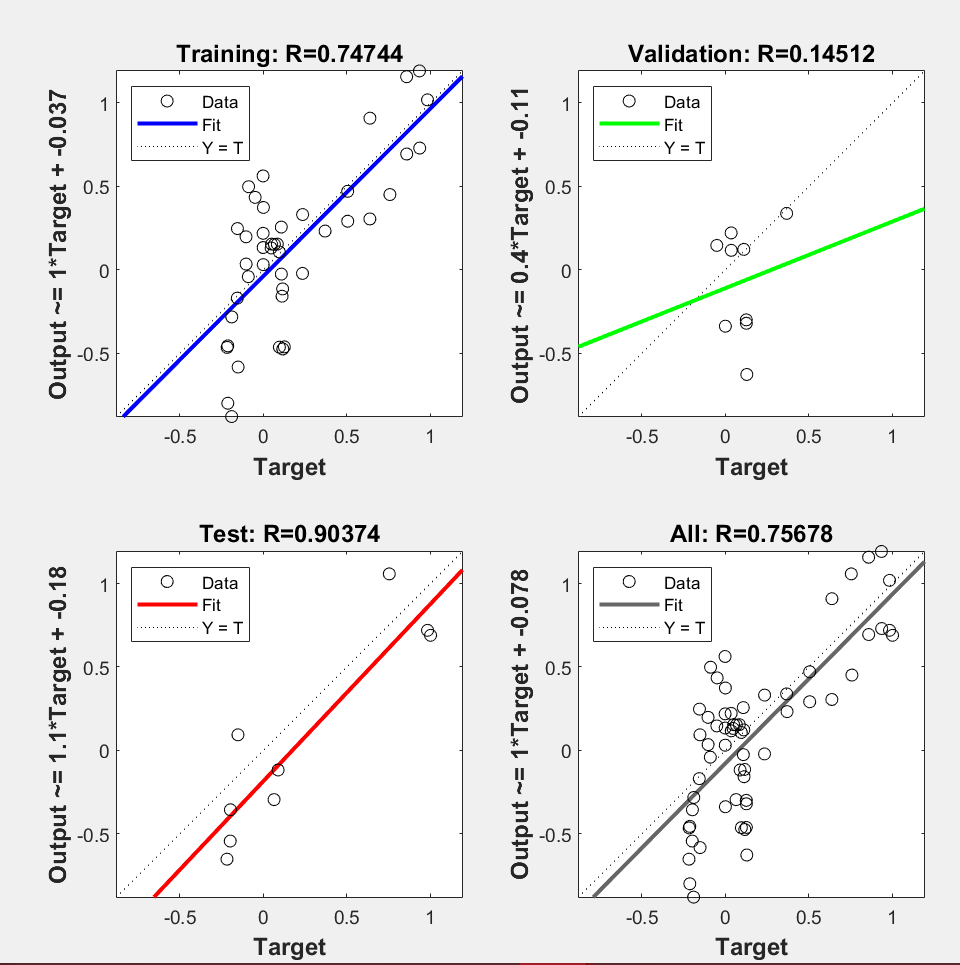 Training: R=0.74744
Output ~= 1*Target + -0.037
Data
Fit
Y = T
1
0.5
0
-0.5
-0.5 0 0.5 1
Target
Validation: R=0.14512
Output ~= 0.4*Target + -0.11
Data
Fit
Y = T
1
0.5
0
-0.5
-0.5 0 0.5 1
Target
Test: R=0.90374
Output ~= 1.1*Target + -0.18
Data
Fit
Y = T
1
0.5
0
-0.5
-0.5 0 0.5 1
Target
All: R=0.75678
Output ~= 1*Target + -0.078
Data
Fit
Y = T
1
0.5
0
-0.5
-0.5 0 0.5 1
Target